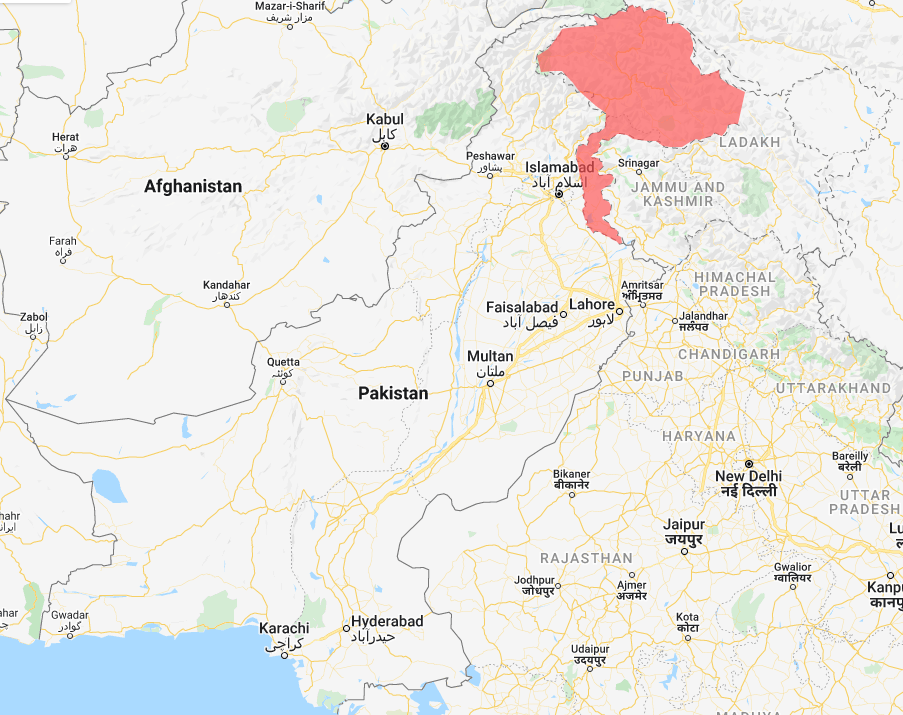 Mazar-i-Sharif
مزار شریف
Kabul
کابل
Herat
هرات
Peshawar
پشاور
Islamabad
اسلام آباد
Srinagar
LADAKH
Afghanistan
JAMMU AND
KASHMIR
Farah
فراه
Kandahar
کندهار
HIMACHAL
PRADESH
Amritsar
ਅੰਮ੍ਰਿਤਸਰ
Zabol
زابل
Faisalabad
فیصل آباد
Lahore
لاہور
Jalandhar
ਜਲੰਧਰ
Quetta
کوئٹہ
Multan
ملتان
CHANDIGARH
PUNJAB
Pakistan
UTTARAKHAND
HARYANA
Bareilly
बरेली
Bikaner
बीकानेर
New Delhi
नई दिल्ली
UTTAR
PRADESH
Jaipur
जयपुर
RAJASTHAN
Gwalior
ग्वालियर
Jodhpur
जोधपुर
Ajmer
अजमेर
Kanpu
कानपु
Gwadar
گوادر
Karachi
کراچی
Hyderabad
حیدرآباد
Kota
कोटा
Udaipur
उदयपुर